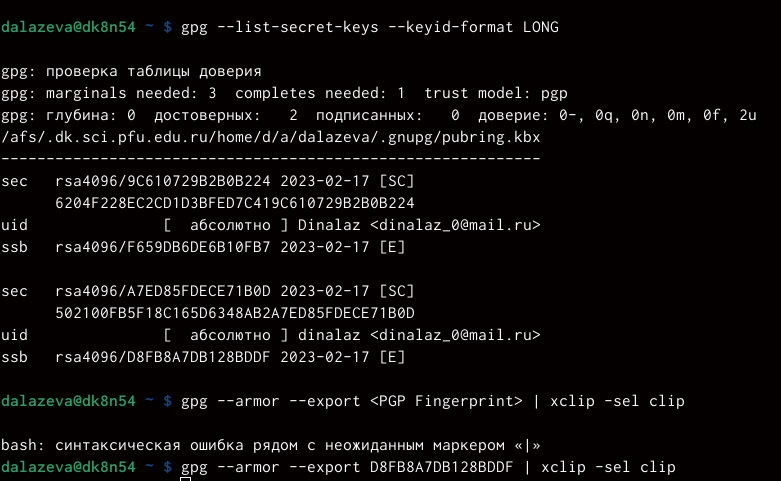 dalazeva@dk8n54 ~ $ gpg --list-secret-keys --keyid-format LONG
gpg: проверка таблицы доверия
gpg: marginals needed: 3  completes needed: 1  trust model: pgp
gpg: глубина: 0  достоверных:   2  подписанных:   0  доверие: 0-, 0q, 0n, 0m, 0f, 2u
/afs/.dk.sci.pfu.edu.ru/home/d/a/dalazeva/.gnupg/pubring.kbx
------------------------------------------------------------
sec   rsa4096/9C610729B2B0B224 2023-02-17 [SC]
      6204F228EC2CD1D3BFED7C419C610729B2B0B224
uid               [  абсолютно ] Dinalaz <dinalaz_0@mail.ru>
ssb   rsa4096/F659DB6DE6B10FB7 2023-02-17 [E]
sec   rsa4096/A7ED85FDECE71B0D 2023-02-17 [SC]
      502100FB5F18C165D6348AB2A7ED85FDECE71B0D
uid               [  абсолютно ] dinalaz <dinalaz_0@mail.ru>
ssb   rsa4096/D8FB8A7DB128BDDF 2023-02-17 [E]
dalazeva@dk8n54 ~ $ gpg --armor --export <PGP Fingerprint> | xclip -sel clip
bash: синтаксическая ошибка рядом с неожиданным маркером «|»
dalazeva@dk8n54 ~ $ gpg --armor --export D8FB8A7DB128BDDF | xclip -sel clip